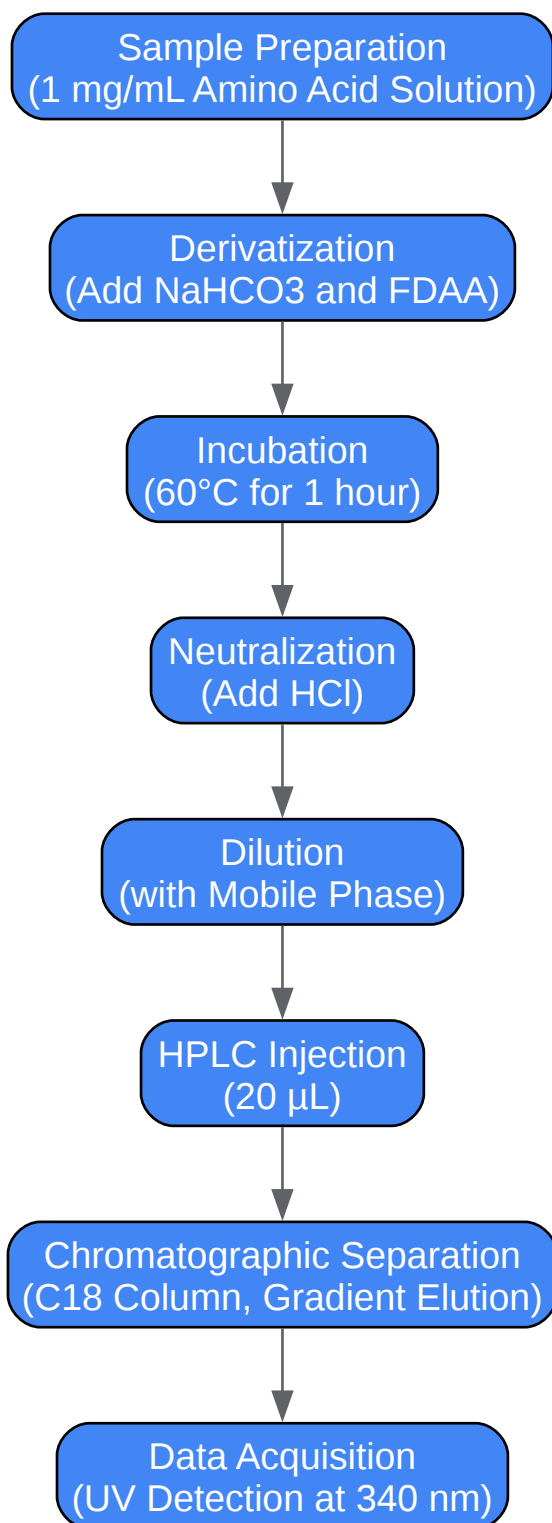 Sample Preparation
(1 mg/mL Amino Acid Solution)
Derivatization
(Add NaHCO3 and FDAA)
Incubation
(60°C for 1 hour)
Neutralization
(Add HCl)
Dilution
(with Mobile Phase)
HPLC Injection
(20 µL)
Chromatographic Separation
(C18 Column, Gradient Elution)
Data Acquisition
(UV Detection at 340 nm)